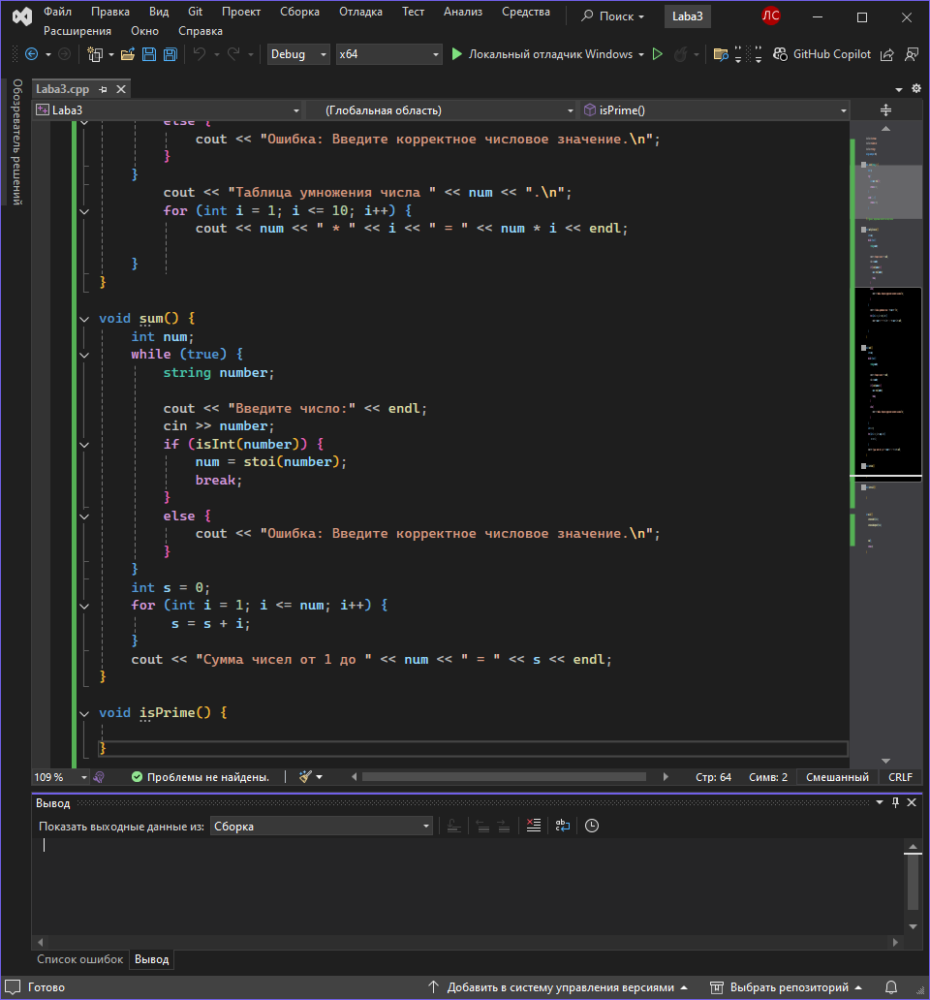 Файл Правка Вид Git Проект Сборка Отладка Тест Анализ Средства Поиск Laba3 ЛС
Расширения Окно Справка
Debug x64 Локальный отладчик Windows GitHub Copilot
Обозреватель решений
Laba3.cpp
Laba3 (Глобальная область) isPrime()
else {
cout << "Ошибка: Введите корректное числовое значение.\n";
}
}
cout << "Таблица умножения числа " << num << ".\n";
for (int i = 1; i <= 10; i++) {
cout << num << " * " << i << " = " << num * i << endl;
}
}
void sum() {
int num;
while (true) {
string number;
cout << "Введите число:" << endl;
cin >> number;
if (isInt(number)) {
num = stoi(number);
break;
}
else {
cout << "Ошибка: Введите корректное числовое значение.\n";
}
}
int s = 0;
for (int i = 1; i <= num; i++) {
s = s + i;
}
cout << "Сумма чисел от 1 до " << num << " = " << s << endl;
}
void isPrime() {
}
109 % Проблемы не найдены. Стр: 64 Симв: 2 Смешанный CRLF
Вывод
Показать выходные данные из: Сборка
Список ошибок Вывод
Готово Добавить в систему управления версиями Выбрать репозиторий